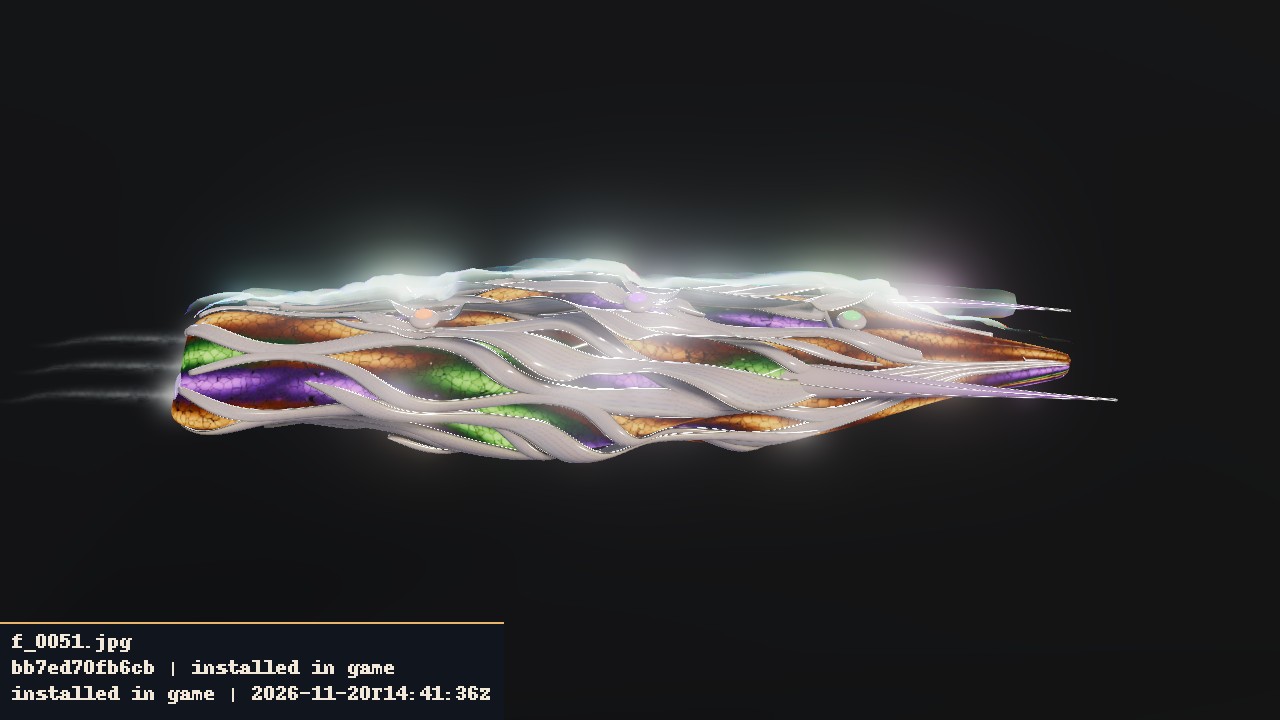 f_0051.jpg
bb7ed70fb6cb | installed in game
installed in game | 2026-11-20T14:41:36Z